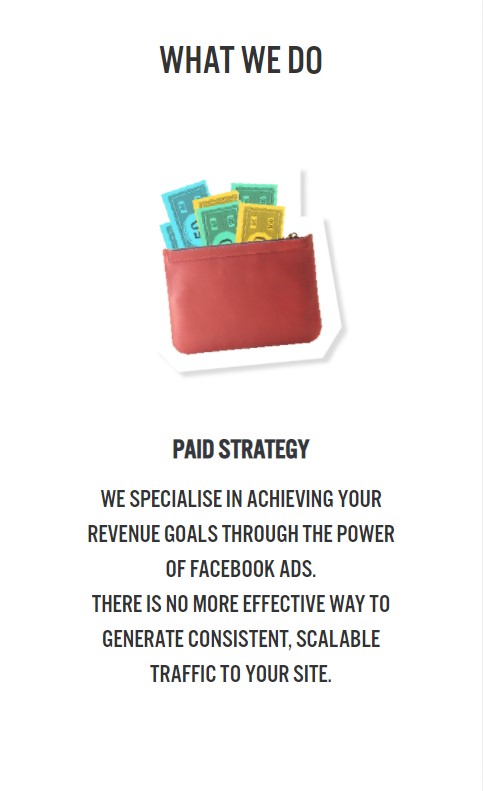 WHAT WE DO
PAID STRATEGY
WE SPECIALISE IN ACHIEVING YOUR
REVENUE GOALS THROUGH THE POWER
OF FACEBOOK ADS.
THERE IS NO MORE EFFECTIVE WAY TO
GENERATE CONSISTENT, SCALABLE
TRAFFIC TO YOUR SITE.